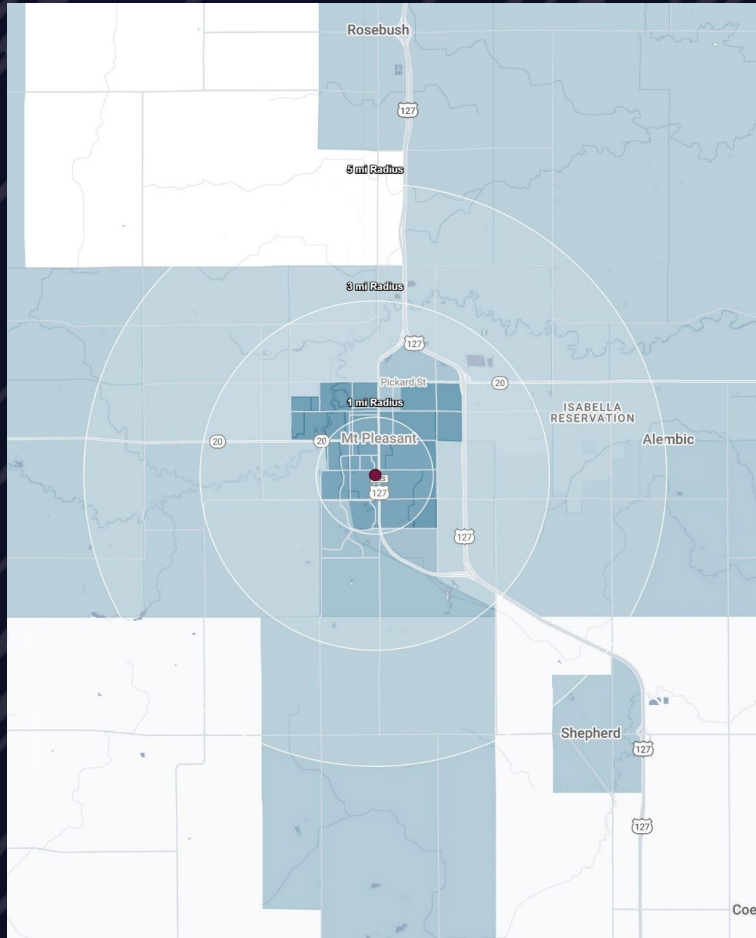 Rosebush
127
5 mi Radius
3 mi Radius
127
Pickard St
20
1 mi Radius
ISABELLA
RESERVATION
20
20
Mt Pleasant
Alembic
127
127
Shepherd
127
127
Coe